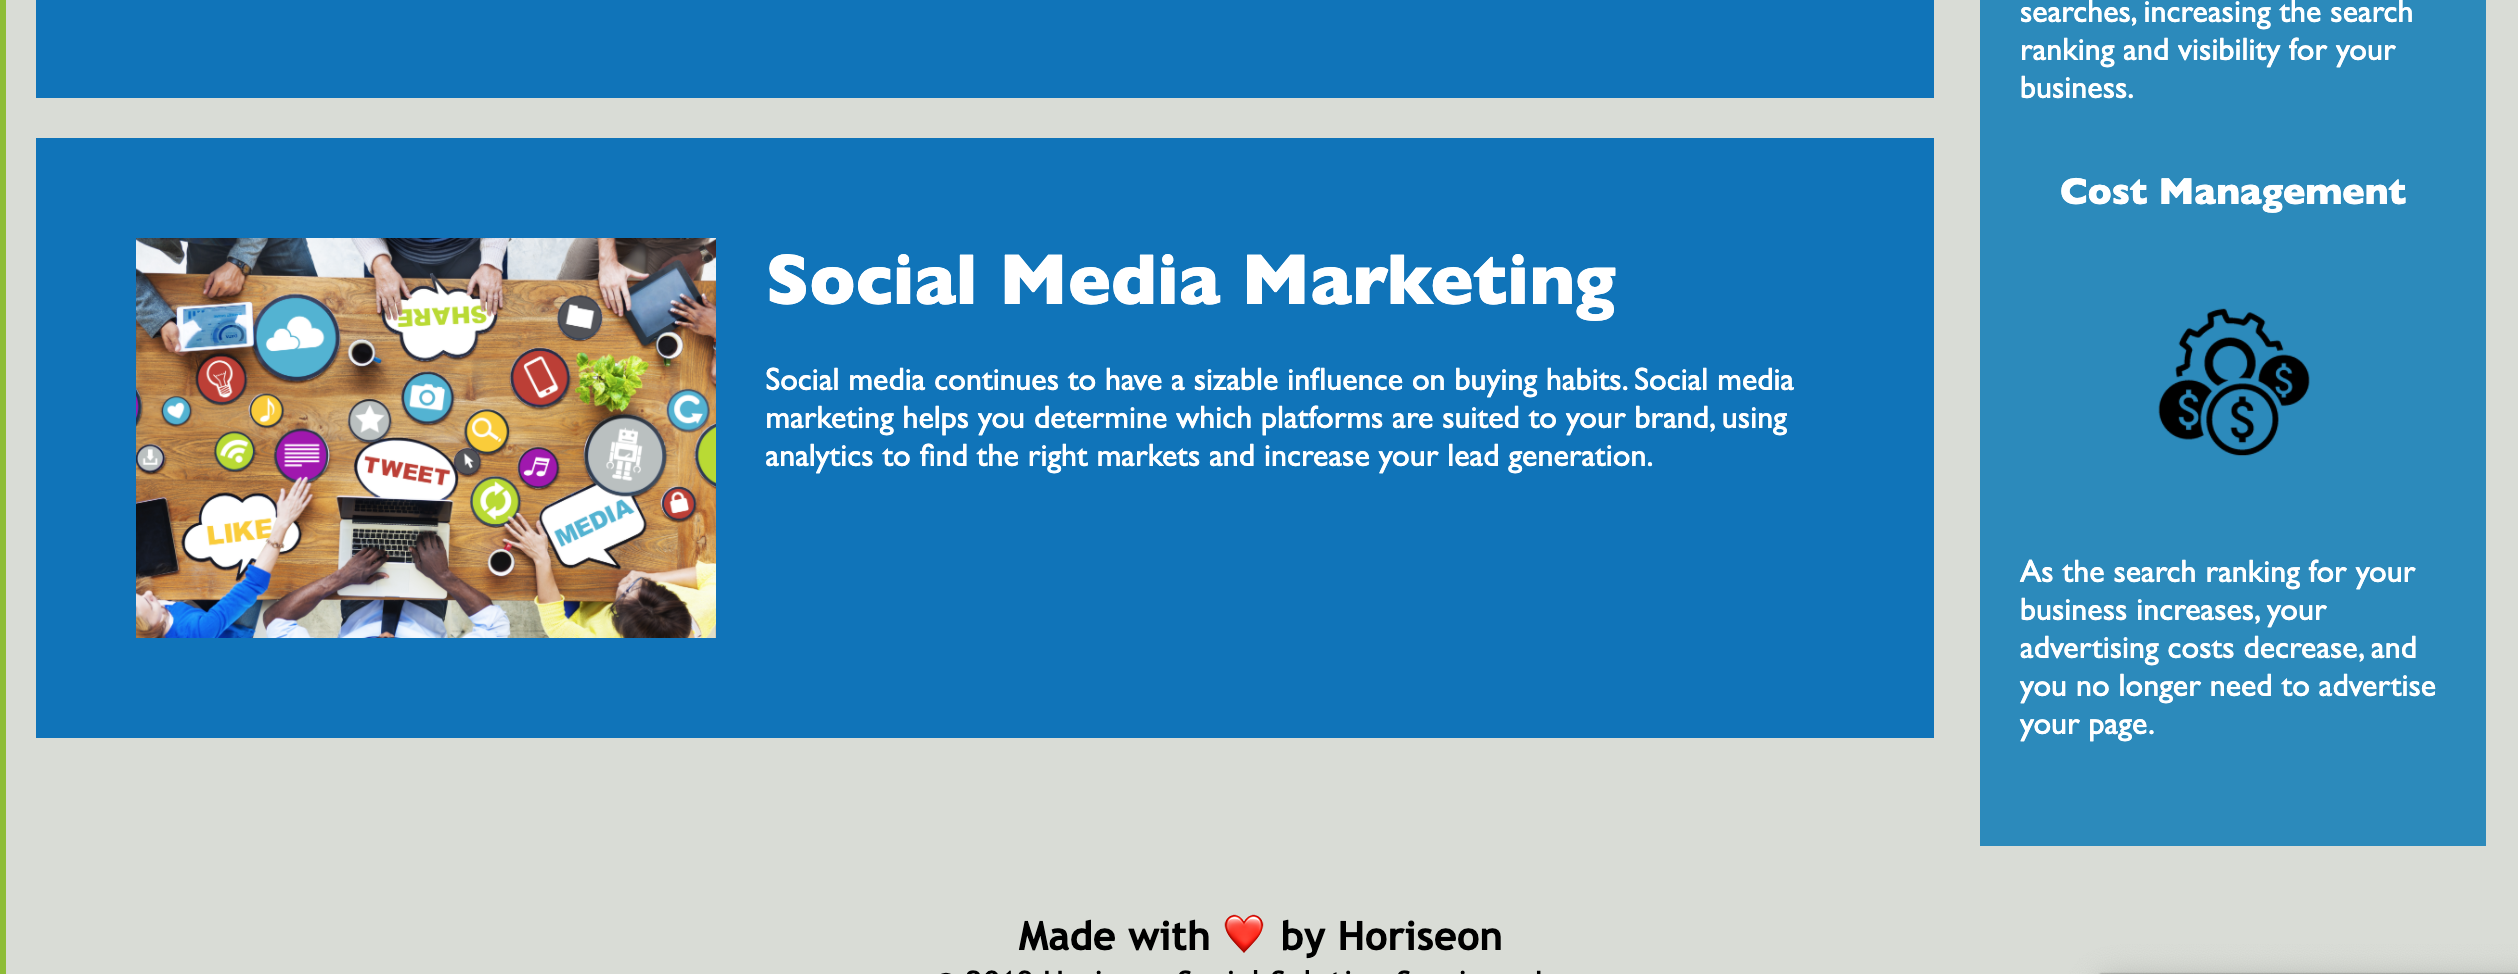 searches, increasing the search
ranking and visibility for your
business.
Cost Management
As the search ranking for your
business increases, your
advertising costs decrease, and
you no longer need to advertise
your page.
Social Media Marketing
Social media continues to have a sizable influence on buying habits. Social media
marketing helps you determine which platforms are suited to your brand, using
analytics to find the right markets and increase your lead generation.
SHARE
TWEET
LIKE
MEDIA
Made with ❤️ by Horiseon